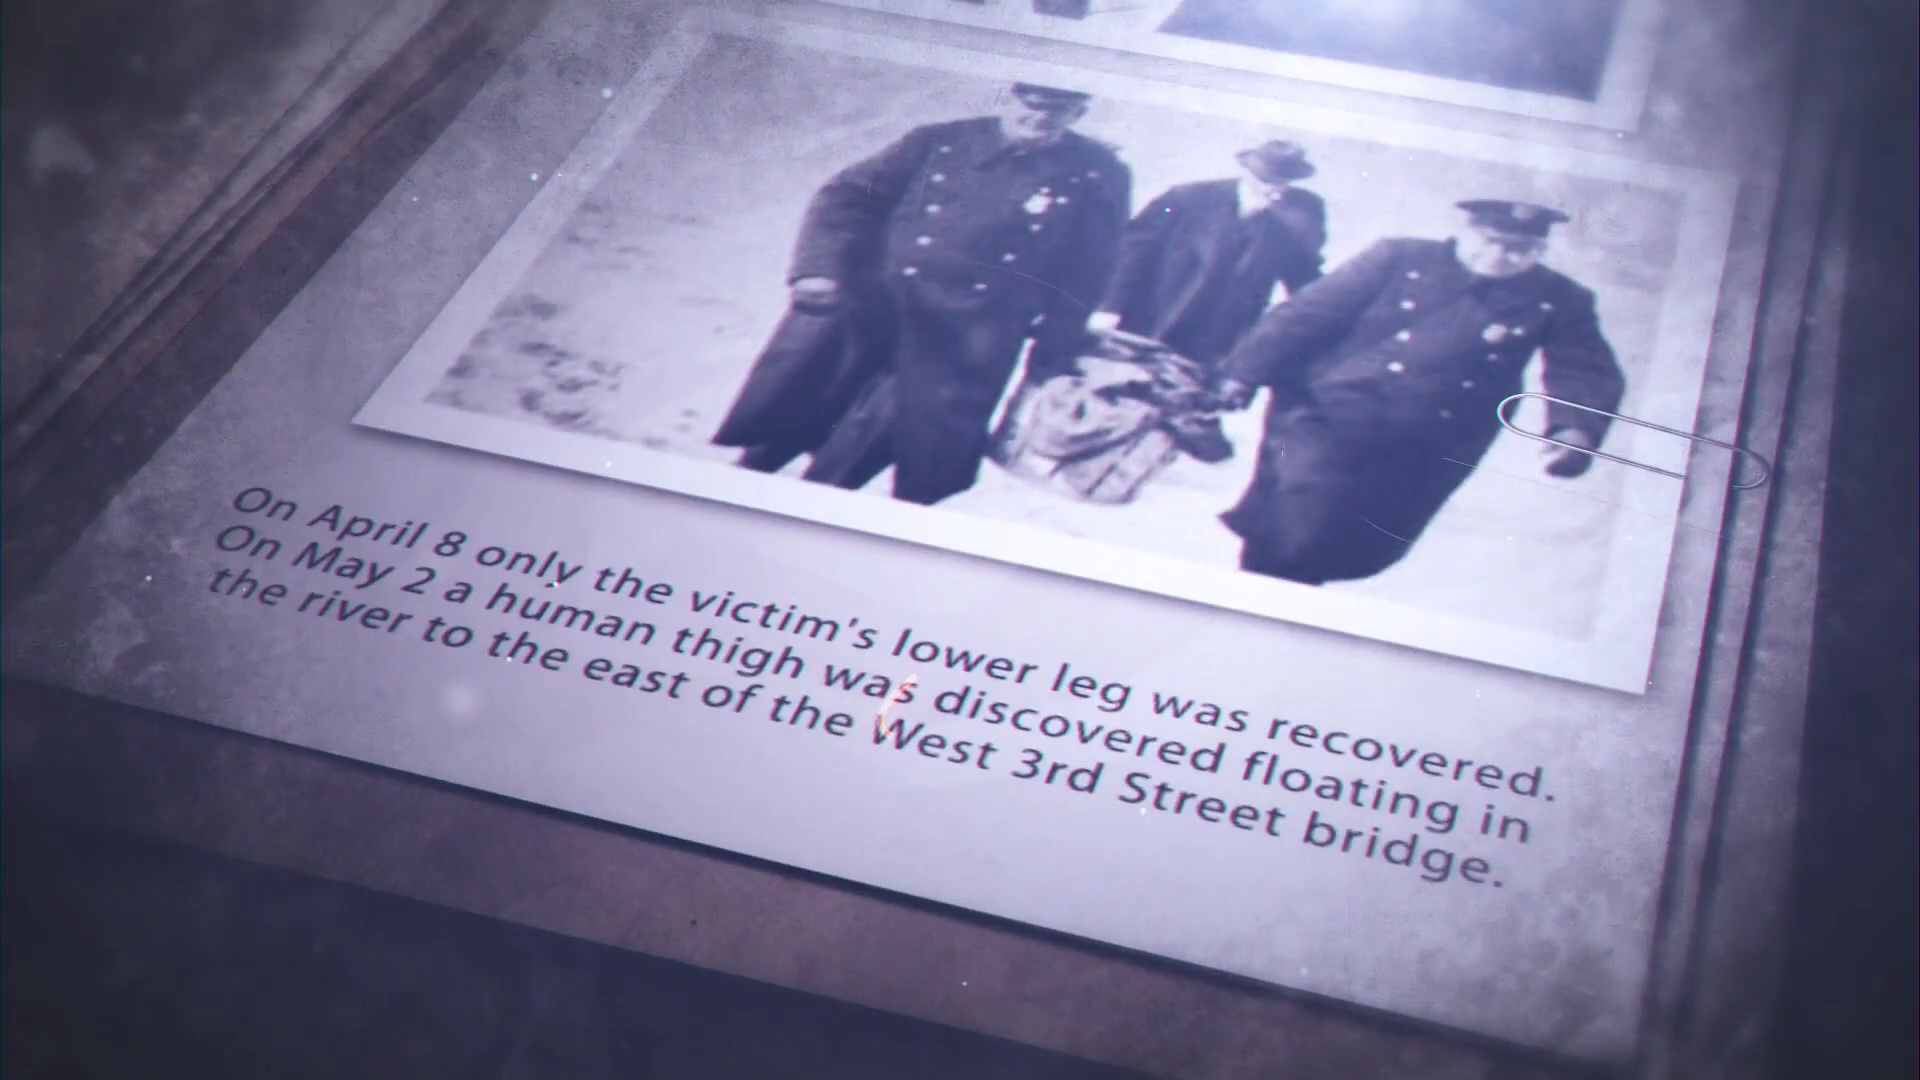 On April 8 only the victim's lower leg was recovered.
On May 2 a human thigh was discovered floating in
the river to the east of the West 3rd Street bridge.